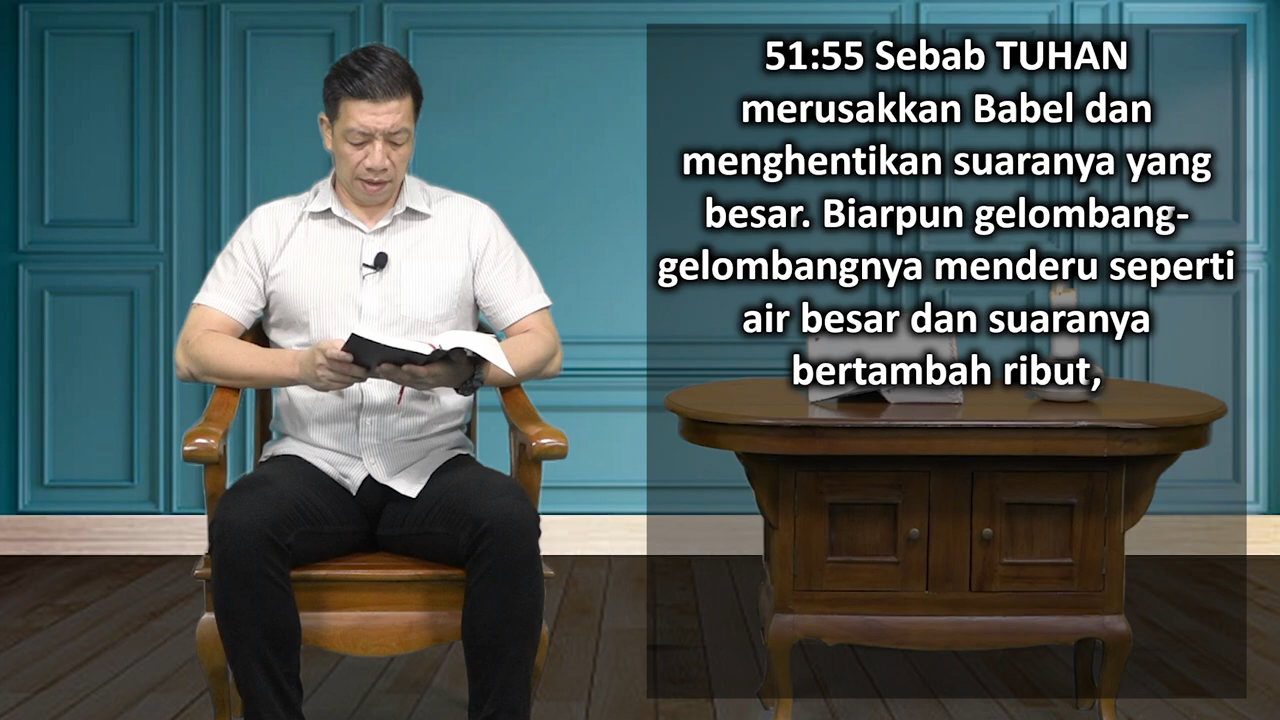 51:55 Sebab TUHAN
merusakkan Babel dan
menghentikan suaranya yang
besar. Biarpun gelombang-
gelombangnya menderu seperti
air besar dan suaranya
bertambah ribut,